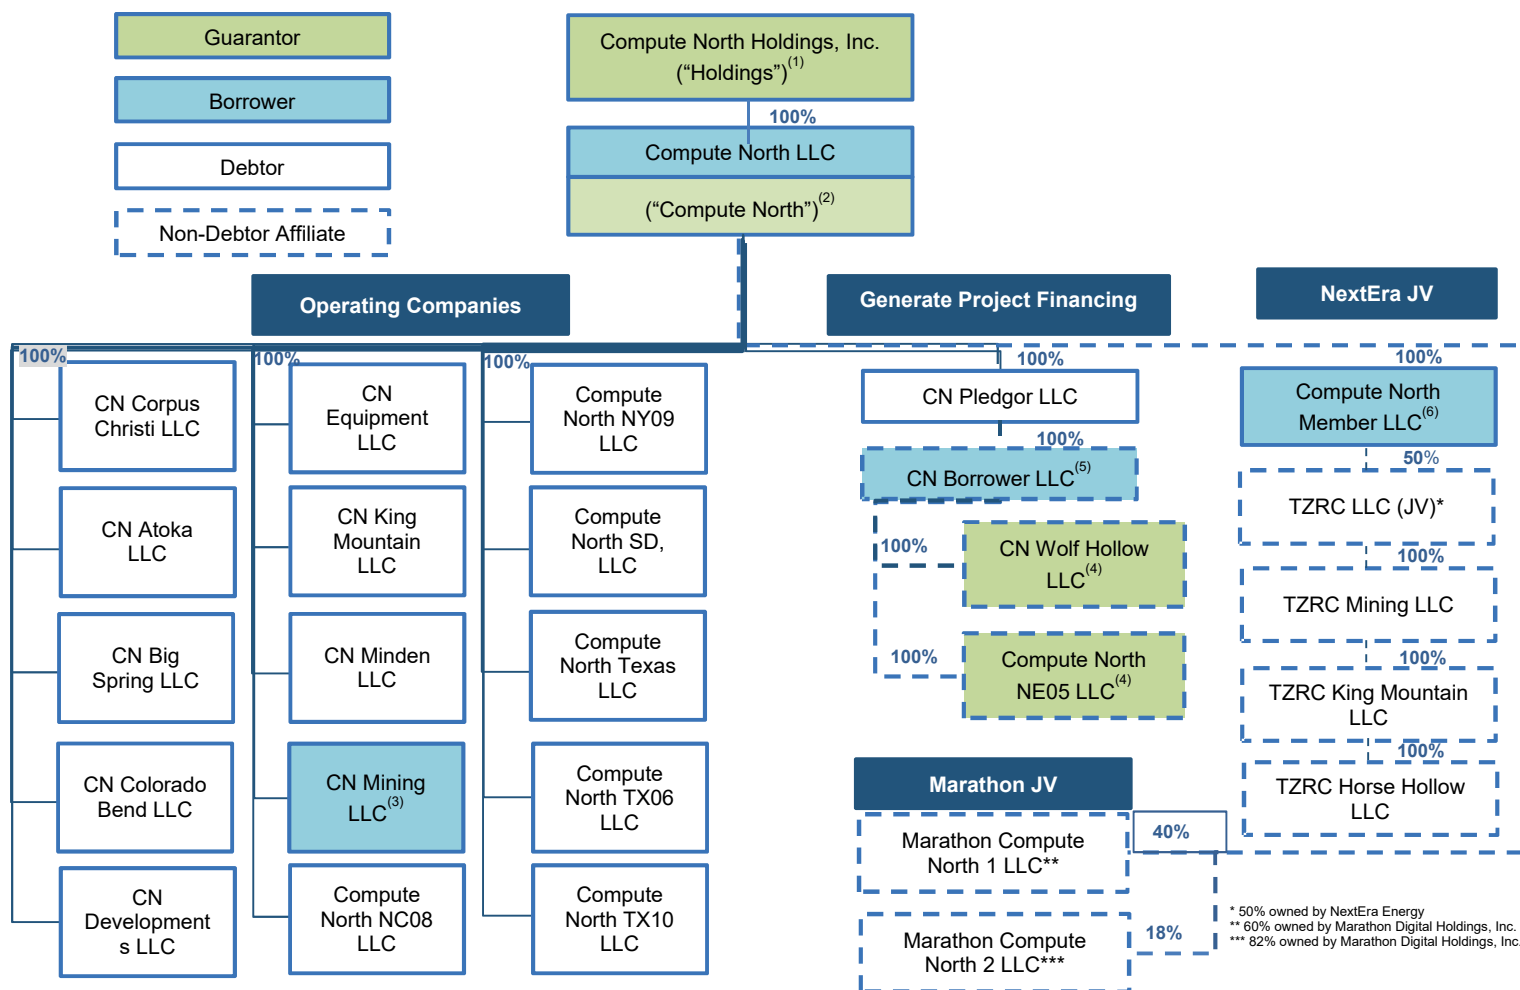 Guarantor
Borrower
Debtor
Non-Debtor Affiliate
Compute North Holdings, Inc.
(“Holdings”)(1)
100%
Compute North LLC
(“Compute North”)(2)
Operating Companies
Generate Project Financing
NextEra JV
100%
100%
100%
100%
100%
CN Corpus
Christi LLC
CN Atoka
LLC
CN Big
Spring LLC
CN Colorado
Bend LLC
CN
Development
s LLC
CN
Equipment
LLC
CN King
Mountain
LLC
CN Minden
LLC
CN Mining
LLC(3)
Compute
North NC08
LLC
Compute
North NY09
LLC
Compute
North SD,
LLC
Compute
North Texas
LLC
Compute
North TX06
LLC
Compute
North TX10
LLC
CN Pledgor LLC
100%
CN Borrower LLC(5)
100%
CN Wolf Hollow
LLC(4)
100%
Compute North
NE05 LLC(4)
Marathon JV
Marathon Compute
North 1 LLC**
40%
Marathon Compute
North 2 LLC***
18%
Compute North
Member LLC(6)
50%
TZRC LLC (JV)*
100%
TZRC Mining LLC
100%
TZRC King Mountain
LLC
100%
TZRC Horse Hollow
LLC
* 50% owned by NextEra Energy
** 60% owned by Marathon Digital Holdings, Inc.
*** 82% owned by Marathon Digital Holdings, Inc.